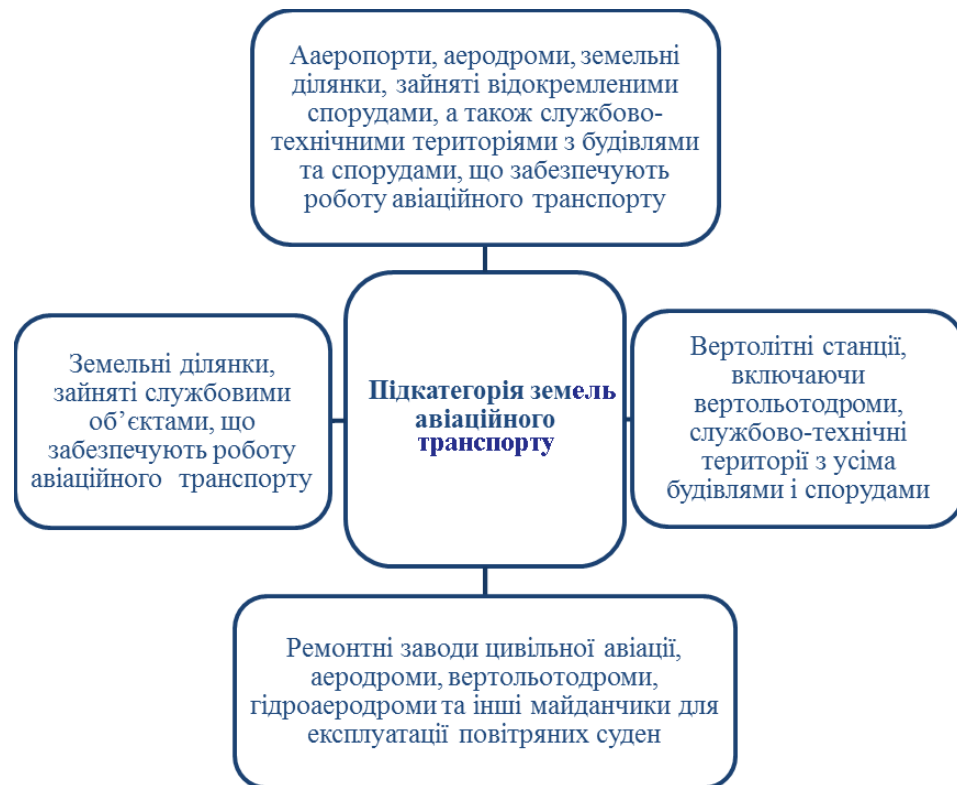 Ааеропорти, аеродроми, земельні
ділянки, зайняті відокремленими
спорудами, а також службово-
технічними територіями з будівлями
та спорудами, що забезпечують
роботу авіаційного транспорту
Земельні ділянки,
зайняті службовими
об’єктами, що
забезпечують роботу
авіаційного транспорту
Підкатегорія земель
авіаційного
транспорту
Вертолітні станції,
включаючи
вертольотодроми,
службово-технічні
території з усіма
будівлями і спорудами
Ремонтні заводи цивільної авіації,
аеродроми, вертольотодроми,
гідроаеродроми та інші майданчики для
експлуатації повітряних суден